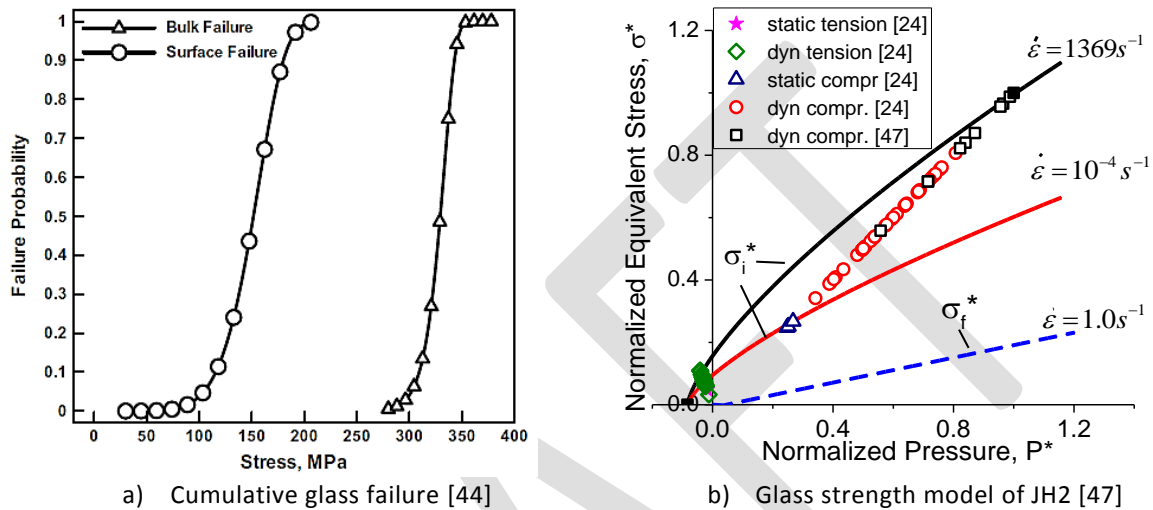 Bulk Failure
Surface Failure
1
0.9
0.8
0.7
0.6
0.5
0.4
0.3
0.2
0.1
0
Failure Probability
0 50 100 150 200 250 300 350 400
Stress, MPa
a) Cumulative glass failure [44]
static tension [24]
dyn tension [24]
static compr [24]
dyn compr. [24]
dyn compr. [47]
1.2
0.8
0.4
0.0
Normalized Equivalent Stress, σ*
ε̇ = 1369s⁻¹
ε̇ = 10⁻⁴ s⁻¹
ε̇ = 1.0s⁻¹
σᵢ*
σ_f*
0.0 0.4 0.8 1.2
Normalized Pressure, P*
b) Glass strength model of JH2 [47]